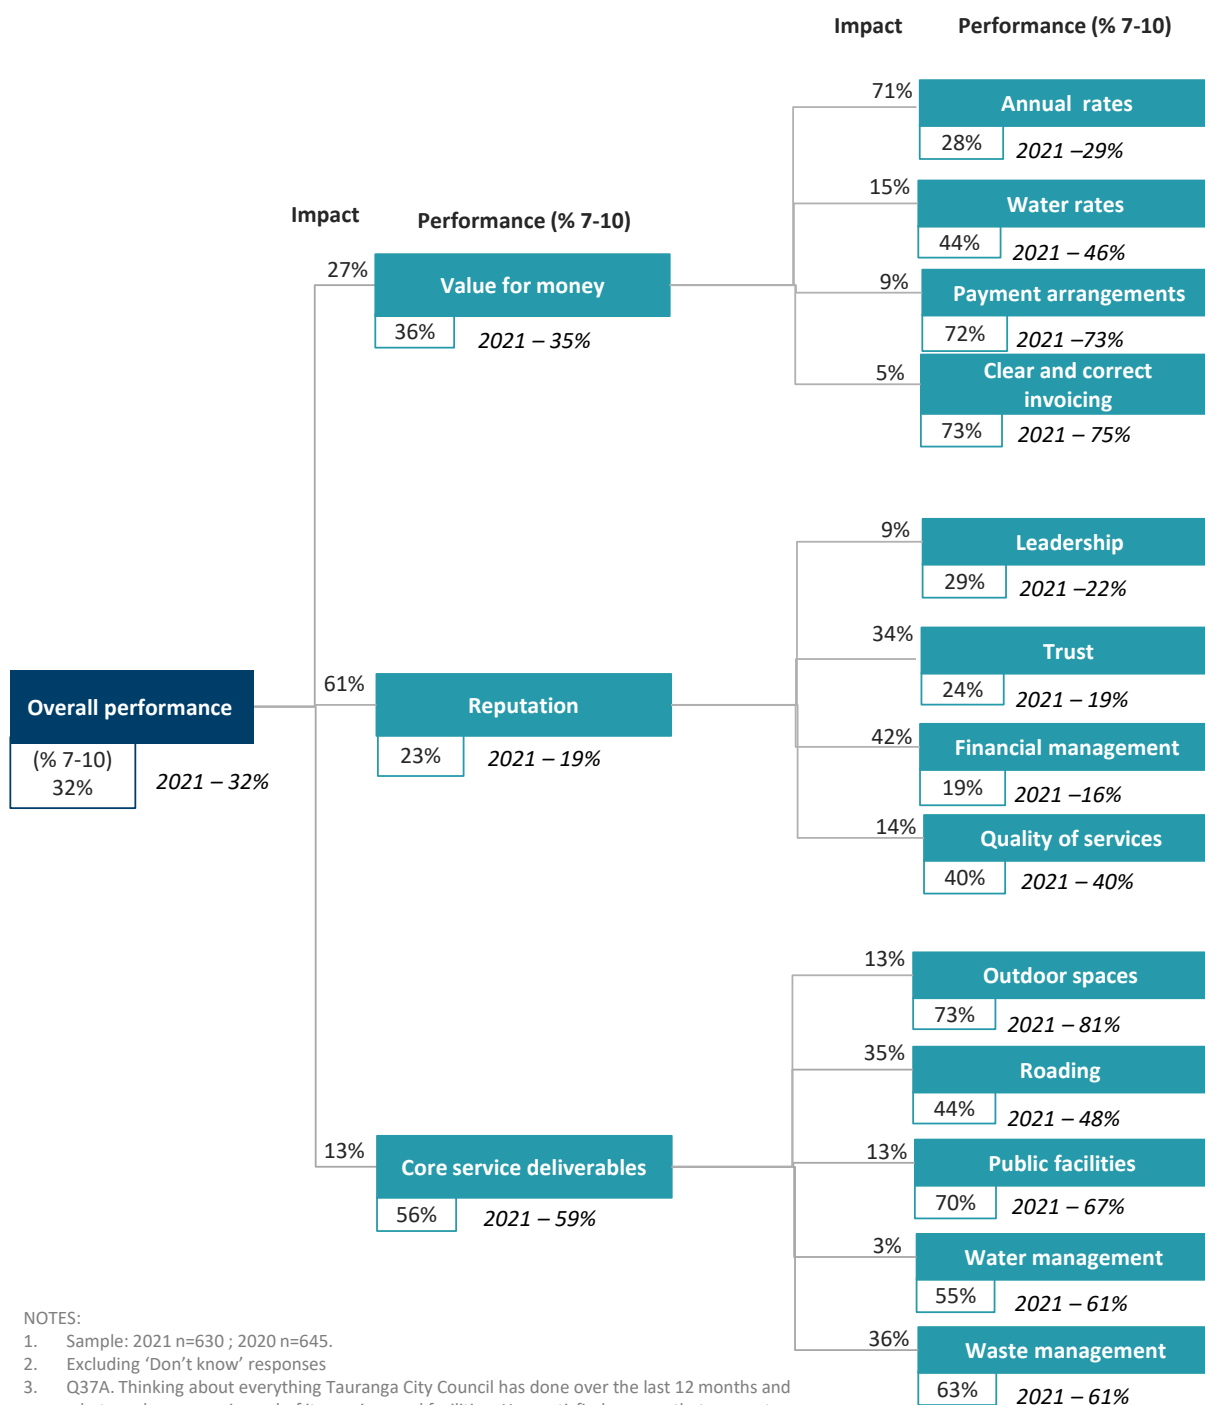 Impact Performance (% 7-10)
71%
Annual rates
28% 2021 –29%
15%
Water rates
44% 2021 – 46%
Impact Performance (% 7-10)
27%
Value for money
36% 2021 – 35%
9%
Payment arrangements
72% 2021 –73%
5%
Clear and correct
invoicing
73% 2021 – 75%
9%
Leadership
29% 2021 –22%
34%
Trust
24% 2021 – 19%
Overall performance
(% 7-10)
32%
2021 – 32%
61%
Reputation
23% 2021 – 19%
42%
Financial management
19% 2021 –16%
14%
Quality of services
40% 2021 – 40%
13%
Outdoor spaces
73% 2021 – 81%
35%
Roading
44% 2021 – 48%
13%
Core service deliverables
56% 2021 – 59%
13%
Public facilities
70% 2021 – 67%
3%
Water management
55% 2021 – 61%
36%
Waste management
63% 2021 – 61%
NOTES:
1. Sample: 2021 n=630 ; 2020 n=645.
2. Excluding ‘Don’t know’ responses
3. Q37A. Thinking about everything Tauranga City Council has done over the last 12 months and